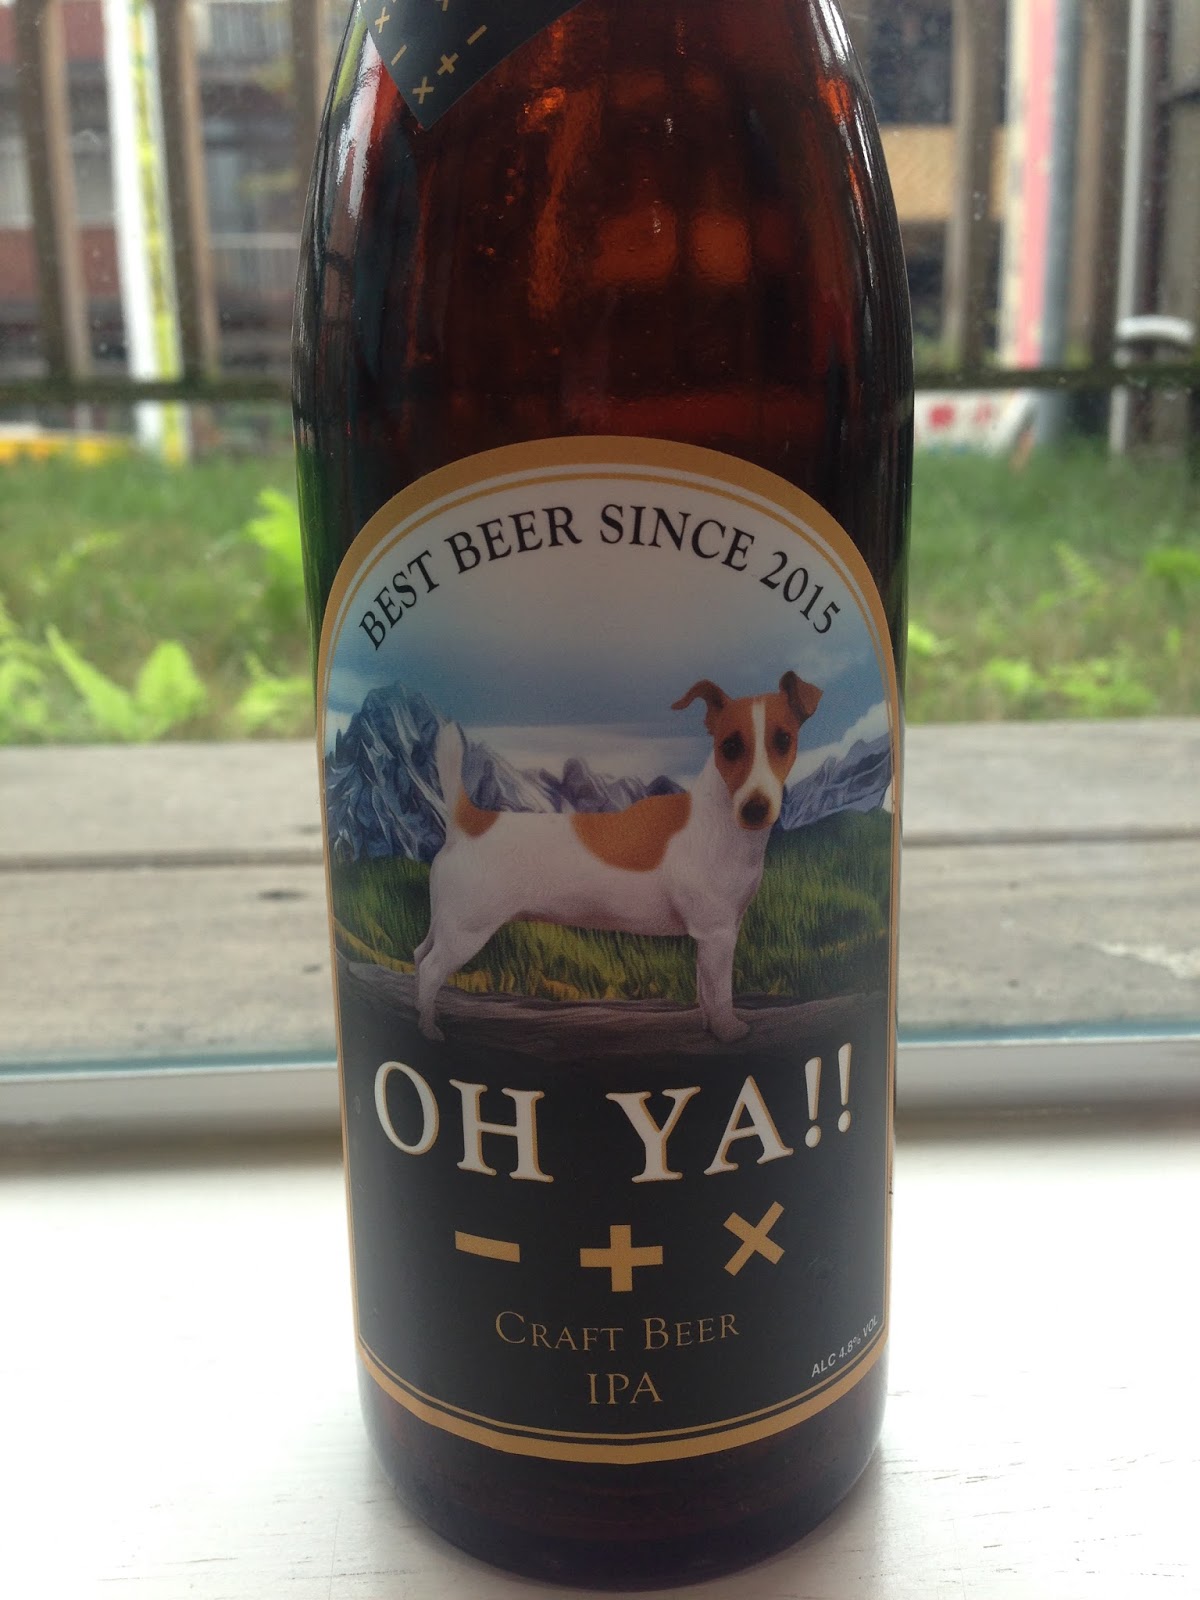 BEST BEER SINCE 2015
OH YA!!
− + ×
CRAFT BEER
IPA
ALC 4.8% VOL